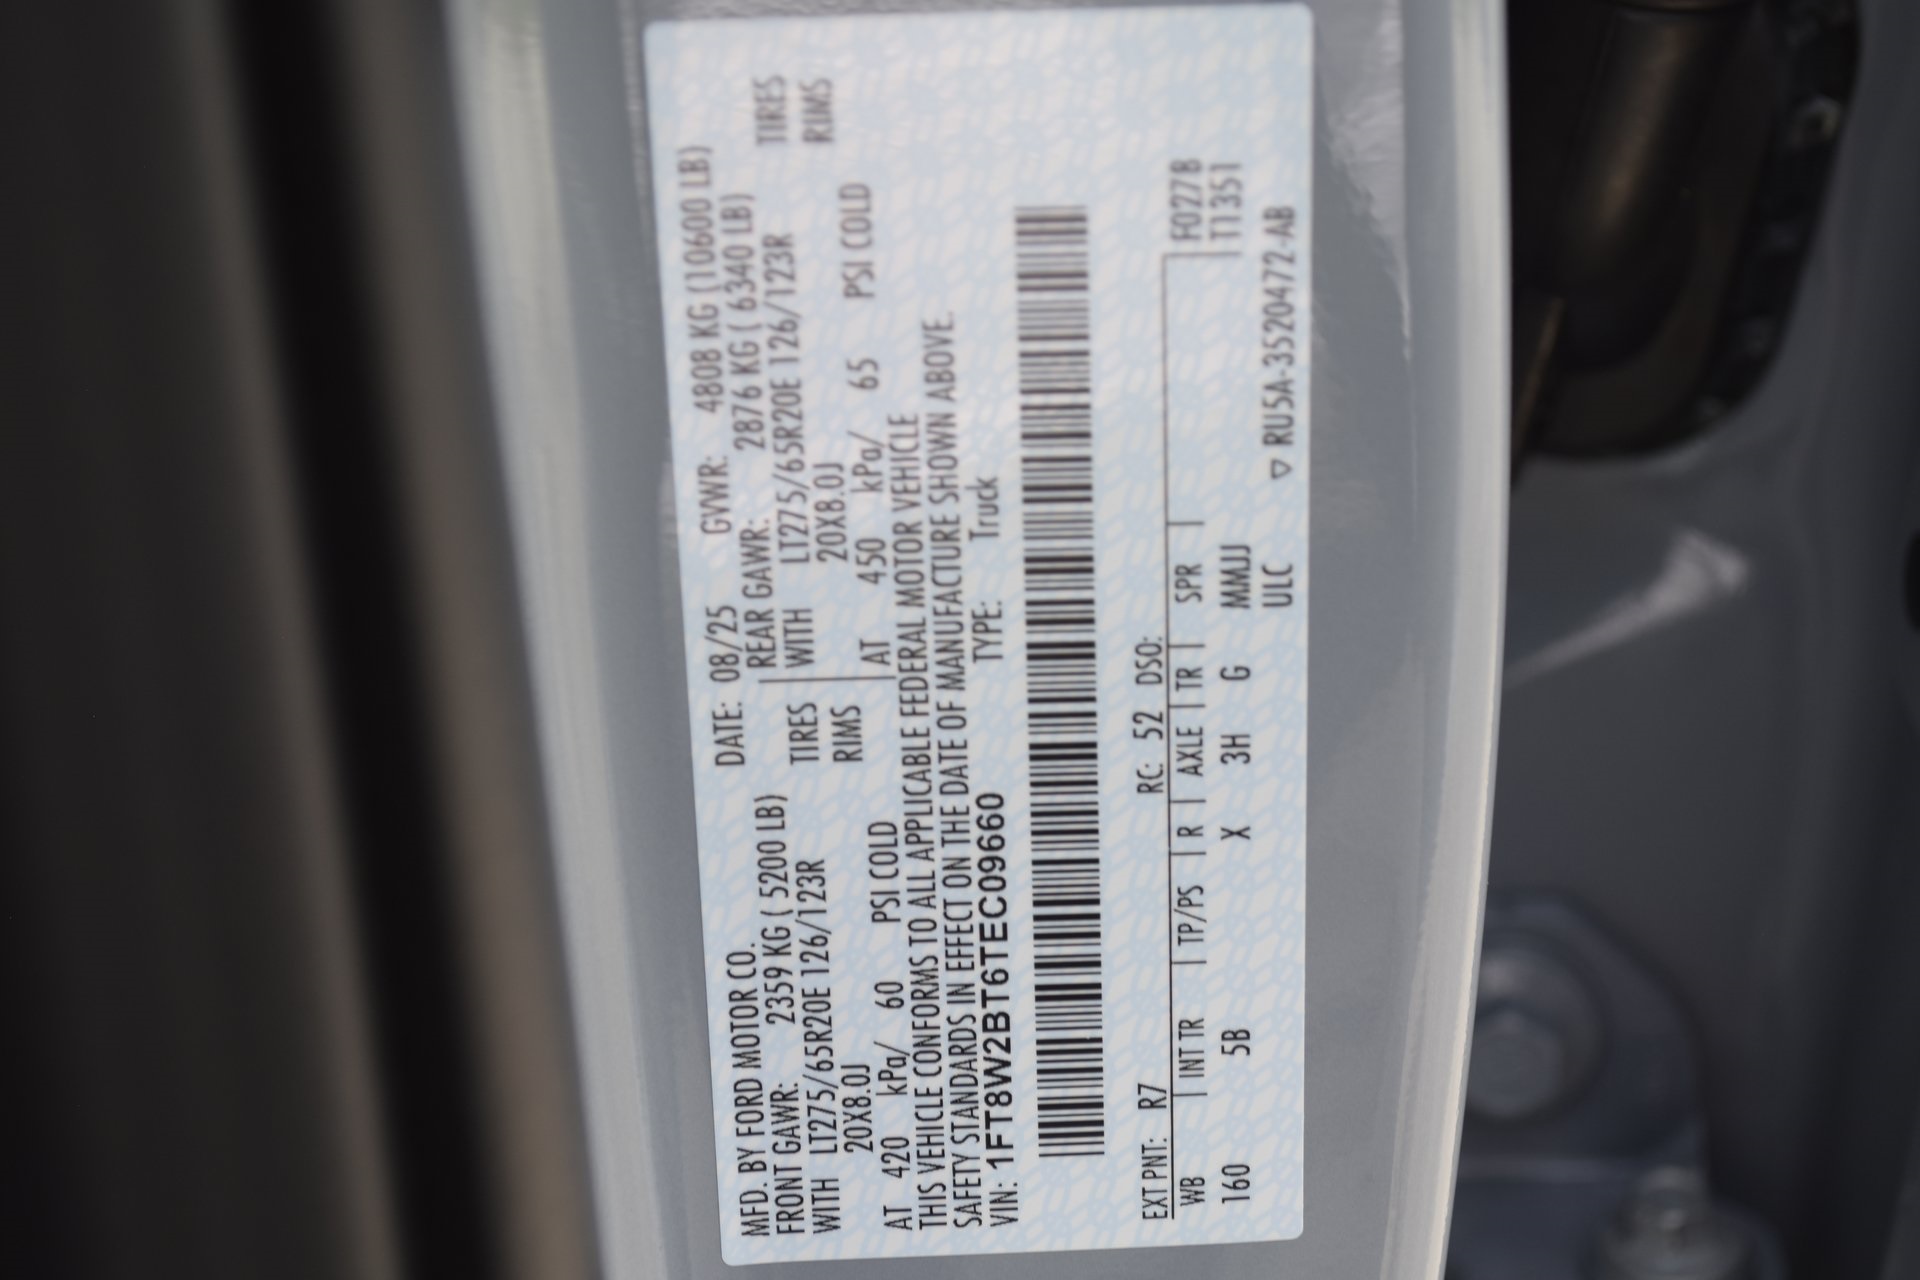 MFD. BY FORD MOTOR CO. DATE: 08/25 GVWR: 4808 KG (10600 LB)
FRONT GAWR: 2359 KG ( 5200 LB) REAR GAWR: 2876 KG ( 6340 LB)
WITH LT275/65R20E 126/123R TIRES WITH LT275/65R20E 126/123R TIRES
20X8.0J RIMS 20X8.0J RIMS
AT 420 kPa/ 60 PSI COLD AT 450 kPa/ 65 PSI COLD
THIS VEHICLE CONFORMS TO ALL APPLICABLE FEDERAL MOTOR VEHICLE
SAFETY STANDARDS IN EFFECT ON THE DATE OF MANUFACTURE SHOWN ABOVE.
VIN: 1FT8W2BT6TEC09660 TYPE: Truck
EXT PNT: R7 RC: 52 DSO:
WB | INT TR | TP/PS | R | AXLE | TR | SPR | F0278
160 5B X 3H G MMJJ T1351
ULC ▽ RU5A-3520472-AB